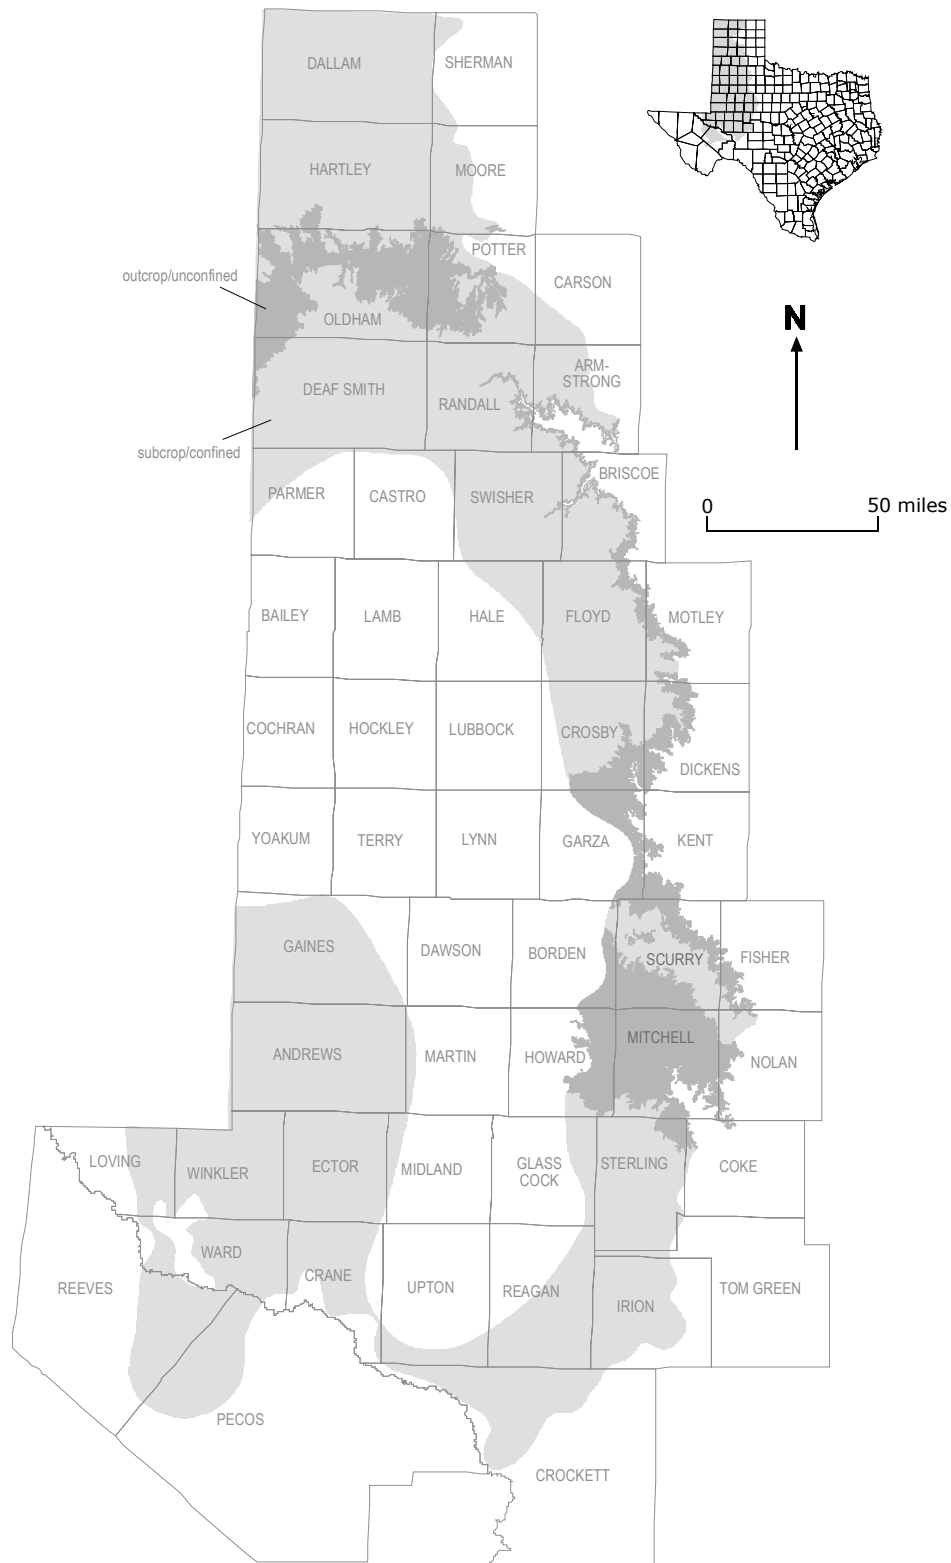 DALLAM
SHERMAN
HARTLEY
MOORE
POTTER
CARSON
outcrop/unconfined
OLDHAM
N
ARM-
STRONG
DEAF SMITH
RANDALL
subcrop/confined
BRISCOE
PARMER
CASTRO
SWISHER
0
50 miles
BAILEY
LAMB
HALE
FLOYD
MOTLEY
COCHRAN
HOCKLEY
LUBBOCK
CROSBY
DICKENS
YOAKUM
TERRY
LYNN
GARZA
KENT
GAINES
DAWSON
BORDEN
SCURRY
FISHER
ANDREWS
MARTIN
HOWARD
MITCHELL
NOLAN
LOVING
WINKLER
ECTOR
MIDLAND
GLASS
COCK
STERLING
COKE
WARD
REEVES
CRANE
UPTON
REAGAN
IRION
TOM GREEN
PECOS
CROCKETT